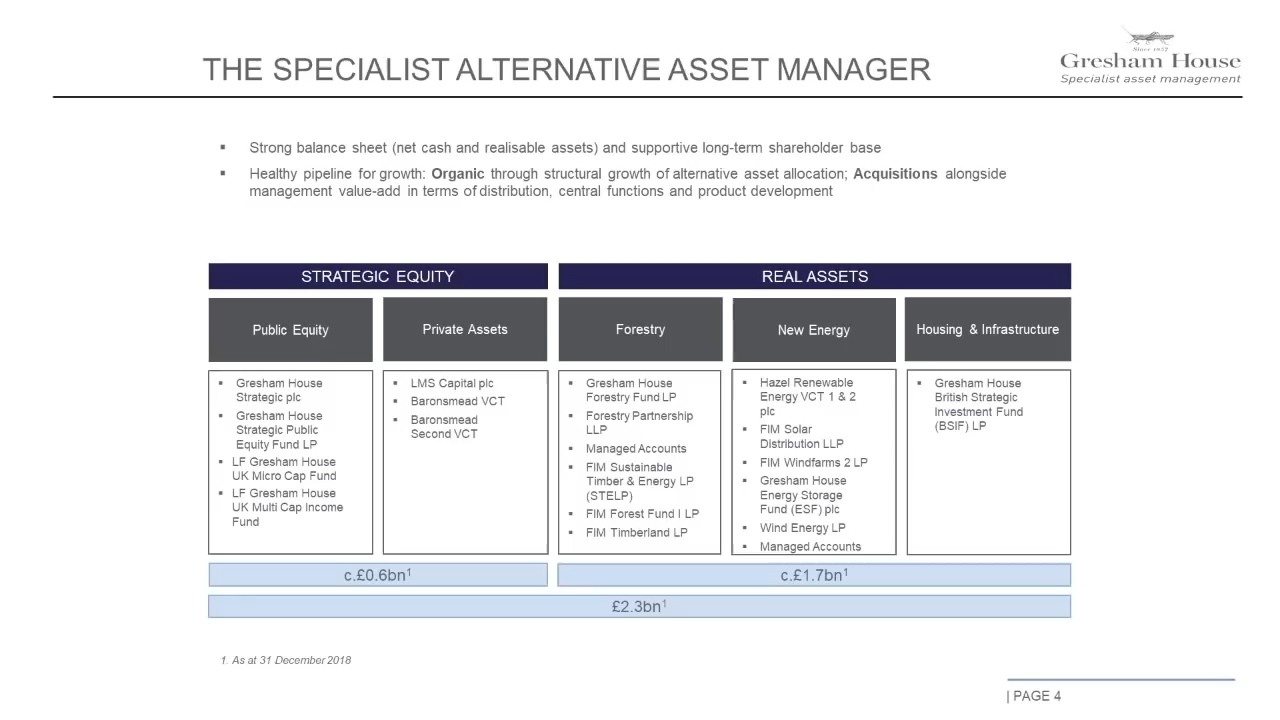 THE SPECIALIST ALTERNATIVE ASSET MANAGER
Since 1857
Gresham House
Specialist asset management
▪ Strong balance sheet (net cash and realisable assets) and supportive long-term shareholder base
▪ Healthy pipeline for growth: Organic through structural growth of alternative asset allocation; Acquisitions alongside
management value-add in terms of distribution, central functions and product development
STRATEGIC EQUITY
REAL ASSETS
Public Equity
Private Assets
Forestry
New Energy
Housing & Infrastructure
▪ Gresham House
Strategic plc
▪ Gresham House
Strategic Public
Equity Fund LP
▪ LF Gresham House
UK Micro Cap Fund
▪ LF Gresham House
UK Multi Cap Income
Fund
▪ LMS Capital plc
▪ Baronsmead VCT
▪ Baronsmead
Second VCT
▪ Gresham House
Forestry Fund LP
▪ Forestry Partnership
LLP
▪ Managed Accounts
▪ FIM Sustainable
Timber & Energy LP
(STELP)
▪ FIM Forest Fund I LP
▪ FIM Timberland LP
▪ Hazel Renewable
Energy VCT 1 & 2
plc
▪ FIM Solar
Distribution LLP
▪ FIM Windfarms 2 LP
▪ Gresham House
Energy Storage
Fund (ESF) plc
▪ Wind Energy LP
▪ Managed Accounts
▪ Gresham House
British Strategic
Investment Fund
(BSIF) LP
c.£0.6bn¹
c.£1.7bn¹
£2.3bn¹
1. As at 31 December 2018
| PAGE 4